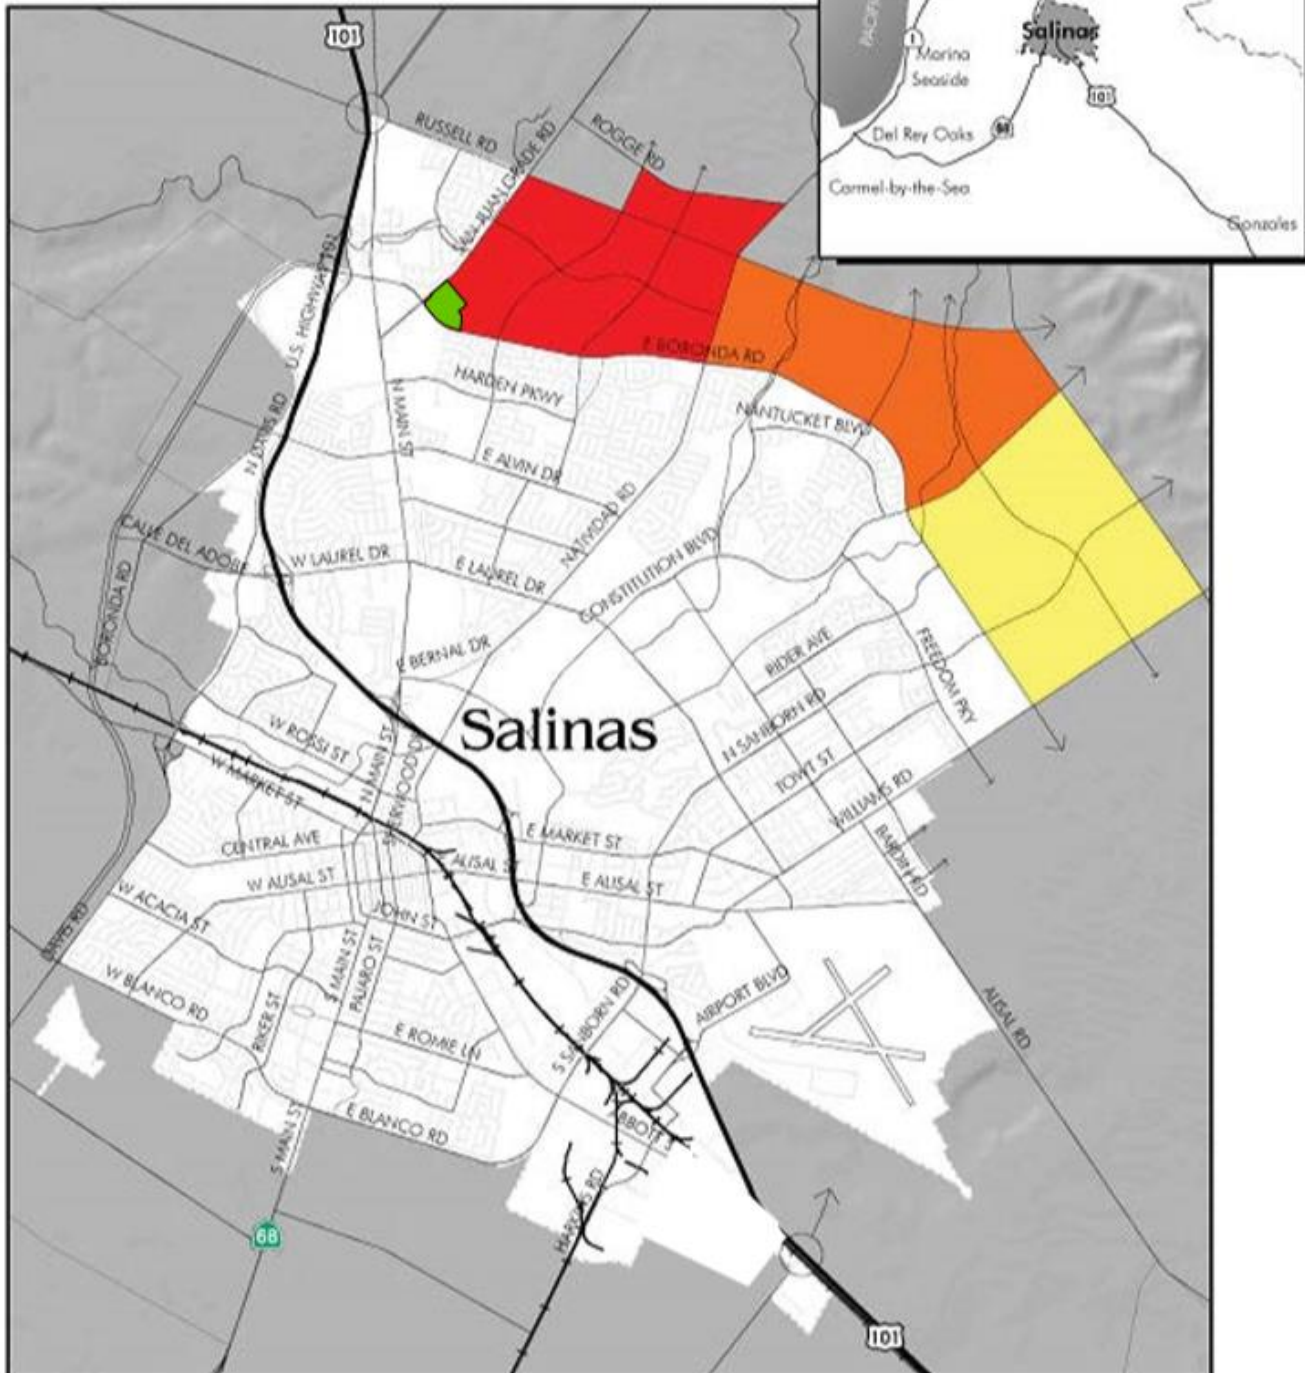 101
RUSSELL RD
SAN JUAN GRADE RD
ROGGE RD
1
Salinas
Marina
Seaside
101
Del Rey Oaks
68
Carmel-by-the-Sea
Gonzales
U.S. HIGHWAY 101
E BORONDA RD
HARDEN PKWY
N MAIN ST
NANTUCKET BLVD
N DAVIS RD
E ALVIN DR
NATIVIDAD RD
CALLE DEL ADOBE
W LAUREL DR
E LAUREL DR
CONSTITUTION BLVD
BORONDA RD
E BERNAL DR
RIDER AVE
FREEDOM PKY
Salinas
N SANBORN RD
W ROSSI ST
N MAIN ST
TOWT ST
W MARKET ST
WILLIAMS RD
E MARKET ST
BARDIN RD
CENTRAL AVE
ALISAL ST
E ALISAL ST
W ALISAL ST
W ACACIA ST
JOHN ST
DAVIS RD
S MAIN ST
PAJARO ST
W BLANCO RD
AIRPORT BLVD
ALISAL RD
RIKER ST
S SANBORN RD
E ROMIE LN
E BLANCO RD
S MAIN ST
68
101